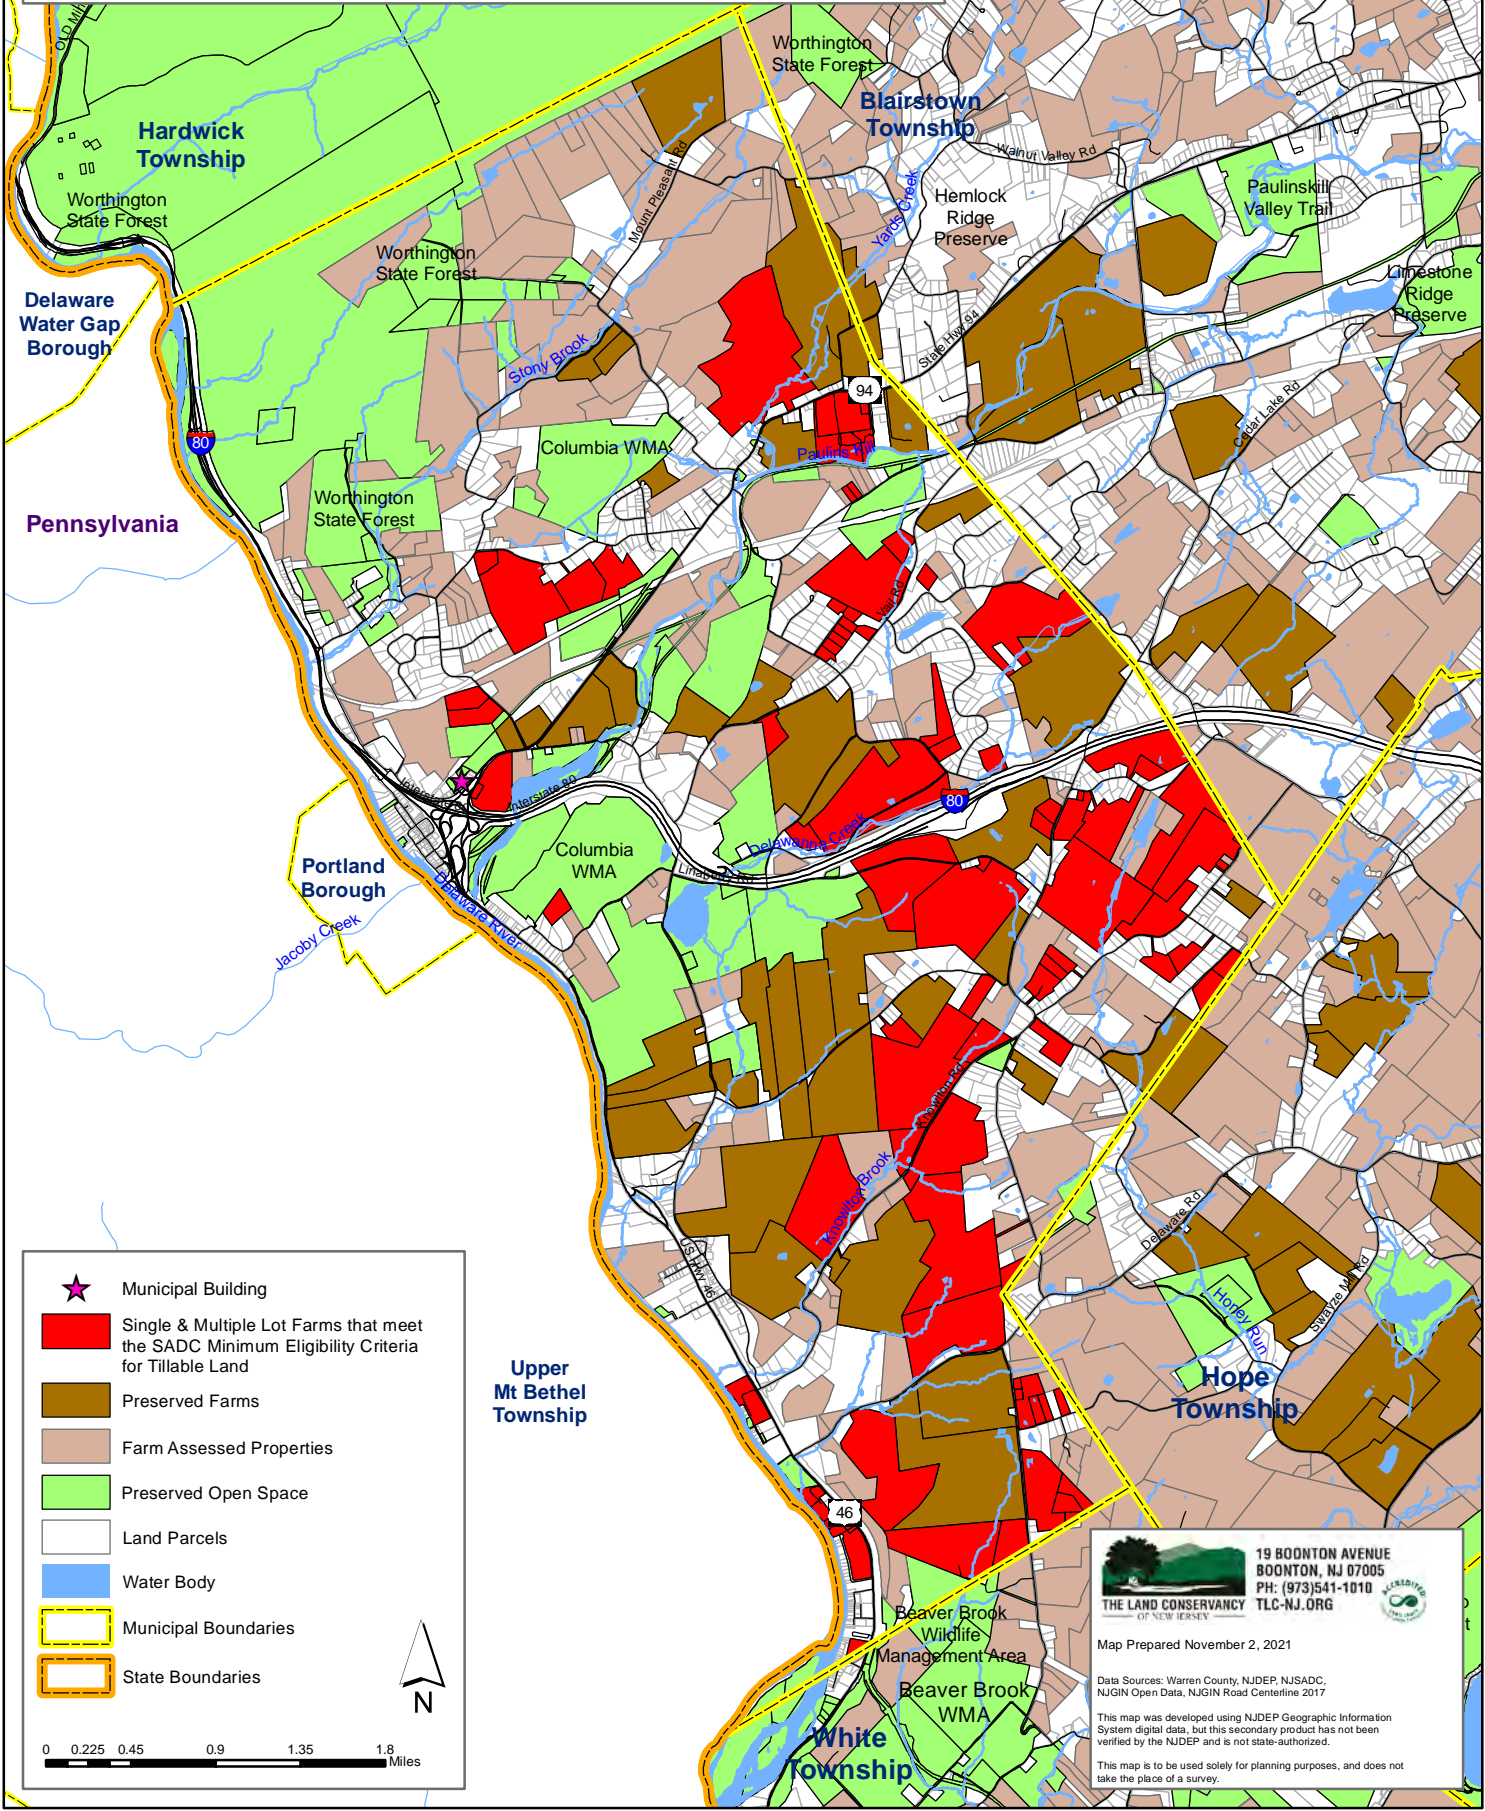 OLD
Worthington
State Forest
Blairstown
Township
Hardwick
Township
Walnut Valley Rd
Mount Pleasant Rd
Yards Creek
Hemlock
Ridge
Preserve
Paulinskill
Valley Trail
Worthington
State Forest
Worthington
State Forest
Limestone
Ridge
Preserve
Delaware
Water Gap
Borough
State Hwy 94
Stony Brook
94
Cedar Lake Rd
80
Columbia WMA
Paulins Kill
Worthington
State Forest
Pennsylvania
Vail Rd
Interstate 80
Interstate 80
80
Delawanna Creek
Columbia
WMA
Linaberry Rd
Portland
Borough
Delaware River
Jacoby Creek
Knowlton Rd
Knowlton Brook
Delaware Rd
US Hwy 46
Honey Run
Swayze Mill Rd
Upper
Mt Bethel
Township
Hope
Township
46
Beaver Brook
Wildlife
Management Area
Beaver Brook
WMA
White
Township
Municipal Building
Single & Multiple Lot Farms that meet
the SADC Minimum Eligibility Criteria
for Tillable Land
Preserved Farms
Farm Assessed Properties
Preserved Open Space
Land Parcels
Water Body
Municipal Boundaries
State Boundaries
N
0 0.225 0.45 0.9 1.35 1.8
Miles
THE LAND CONSERVANCY
OF NEW JERSEY
19 BOONTON AVENUE
BOONTON, NJ 07005
PH: (973)541-1010
TLC-NJ.ORG
ACCREDITED
Map Prepared November 2, 2021
Data Sources: Warren County, NJDEP, NJSADC,
NJGIN Open Data, NJGIN Road Centerline 2017
This map was developed using NJDEP Geographic Information
System digital data, but this secondary product has not been
verified by the NJDEP and is not state-authorized.
This map is to be used solely for planning purposes, and does not
take the place of a survey.